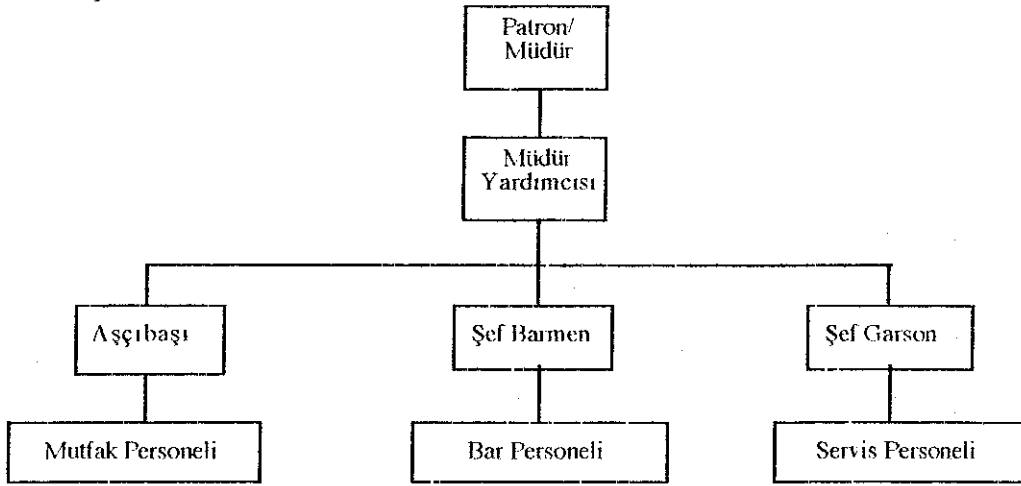 Patron/
Müdür
Müdür
Yardımcısı
Aşçıbaşı
Şef Barmen
Şef Garson
Mutfak Personeli
Bar Personeli
Servis Personeli